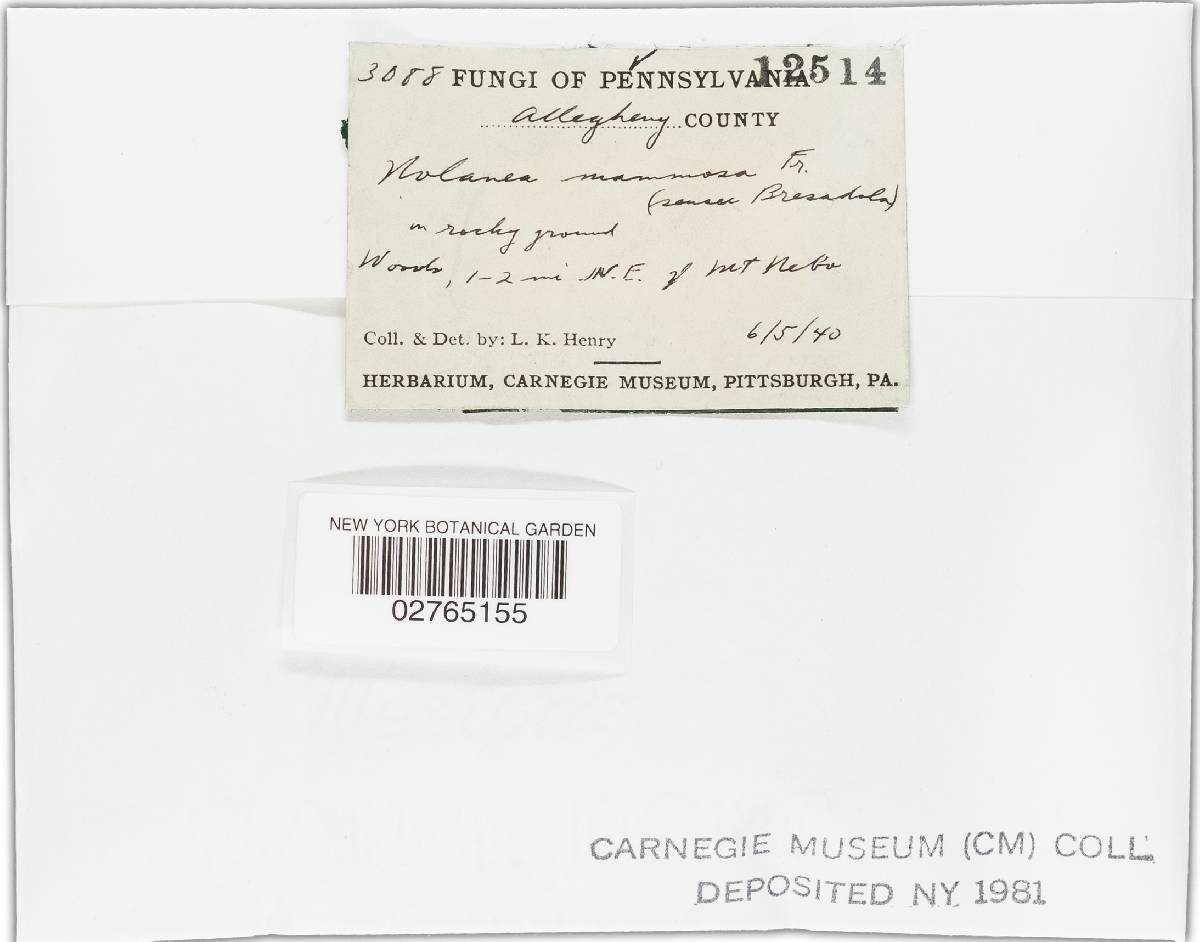 3088 FUNGI OF PENNSYLVANIA 12514
Allegheny COUNTY
Nolanea mammosa Fr.
(sensu Bresadola)
in rocky ground
Woods, 1-2 mi N.E. of Mt Nebo
Coll. & Det. by: L. K. Henry 6/5/40
HERBARIUM, CARNEGIE MUSEUM, PITTSBURGH, PA.
NEW YORK BOTANICAL GARDEN
02765155
CARNEGIE MUSEUM (CM) COLL.
DEPOSITED NY 1981